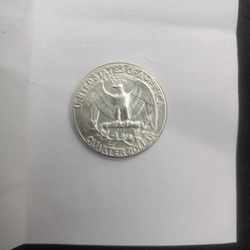 UNITED STATES OF AMERICA
QUARTER DOLLAR